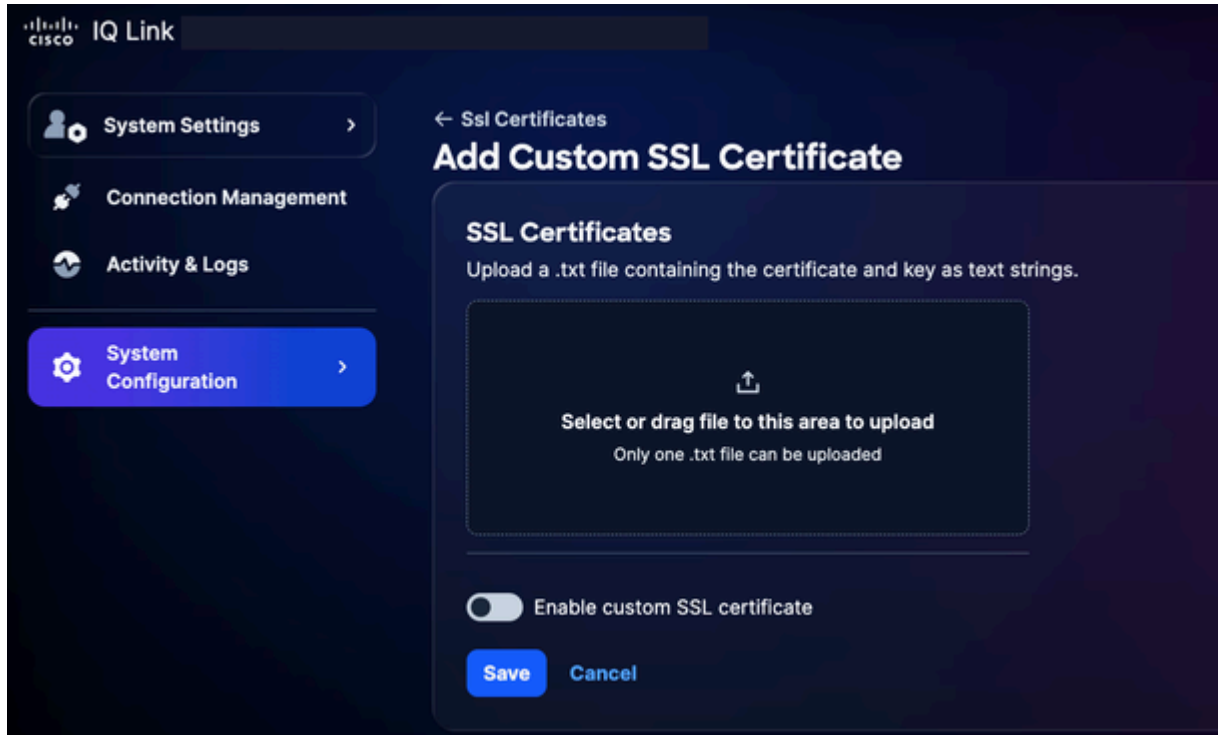 cisco IQ Link
System Settings
Connection Management
Activity & Logs
System
Configuration
← Ssl Certificates
Add Custom SSL Certificate
SSL Certificates
Upload a .txt file containing the certificate and key as text strings.
Select or drag file to this area to upload
Only one .txt file can be uploaded
Enable custom SSL certificate
Save Cancel